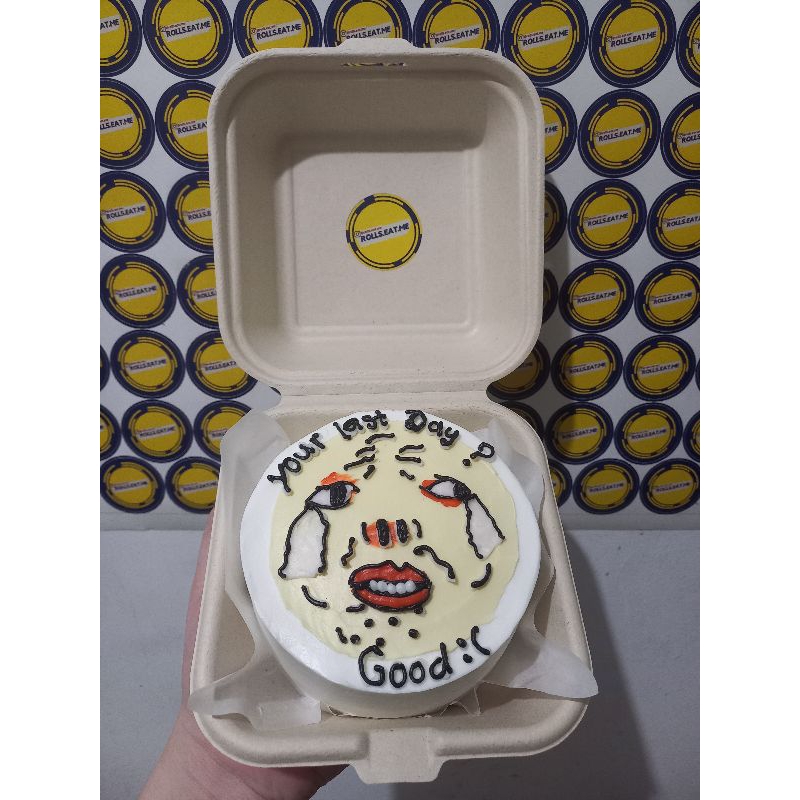 ROLLS.EAT.ME
your last Day ?
Good :(